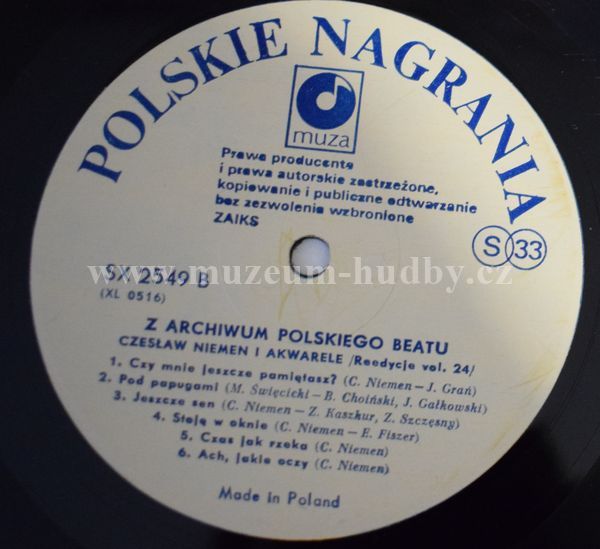 POLSKIE NAGRANIA
muza
Prawa producenta
i prawa autorskie zastrzeżone,
kopiowanie i publiczne odtwarzanie
bez zezwolenia wzbronione
ZAIKS
S 33
www.muzeum-hudby.cz
SX 2549 B
(XL 0516)
Z ARCHIWUM POLSKIEGO BEATU
CZESŁAW NIEMEN I AKWARELE /Reedycje vol. 24/
1. Czy mnie jeszcze pamiętasz? (C. Niemen – J. Grań)
2. Pod papugami (M. Święcicki – B. Choiński, J. Gałkowski)
3. Jeszcze sen (C. Niemen – Z. Kaszkur, Z. Szczęsny)
4. Stoję w oknie (C. Niemen – E. Fiszer)
5. Czas jak rzeka (C. Niemen)
6. Ach, jakie oczy (C. Niemen)
Made in Poland